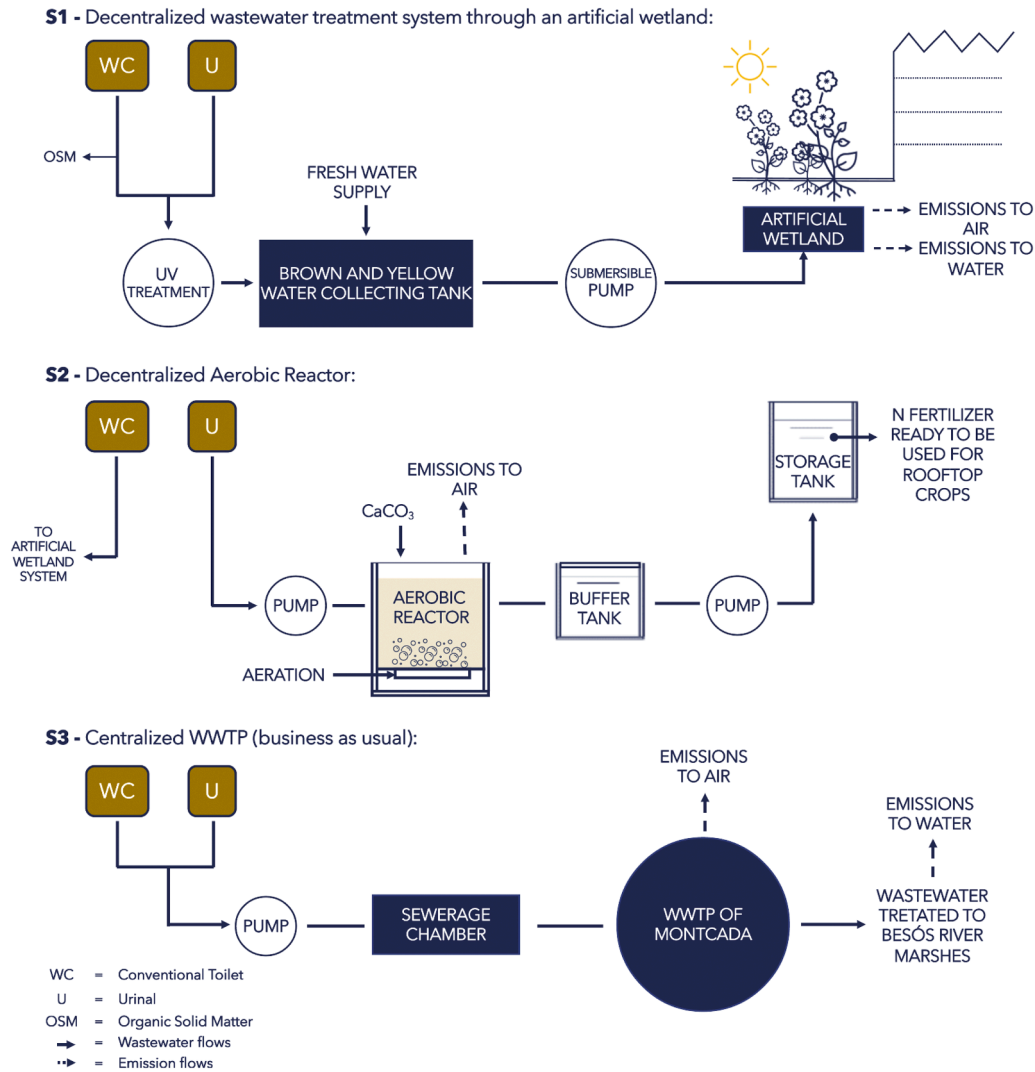 S1 - Decentralized wastewater treatment system through an artificial wetland:
WC
U
OSM
FRESH WATER
SUPPLY
UV
TREATMENT
BROWN AND YELLOW
WATER COLLECTING TANK
SUBMERSIBLE
PUMP
ARTIFICIAL
WETLAND
EMISSIONS TO
AIR
EMISSIONS TO
WATER
S2 - Decentralized Aerobic Reactor:
WC
U
TO
ARTIFICIAL
WETLAND
SYSTEM
PUMP
CaCO₃
EMISSIONS TO
AIR
AEROBIC
REACTOR
AERATION
BUFFER
TANK
PUMP
STORAGE
TANK
N FERTILIZER
READY TO BE
USED FOR
ROOFTOP
CROPS
S3 - Centralized WWTP (business as usual):
WC
U
PUMP
SEWERAGE
CHAMBER
EMISSIONS
TO AIR
WWTP OF
MONTCADA
EMISSIONS
TO WATER
WASTEWATER
TRETATED TO
BESÓS RIVER
MARSHES
WC = Conventional Toilet
U = Urinal
OSM = Organic Solid Matter
= Wastewater flows
= Emission flows